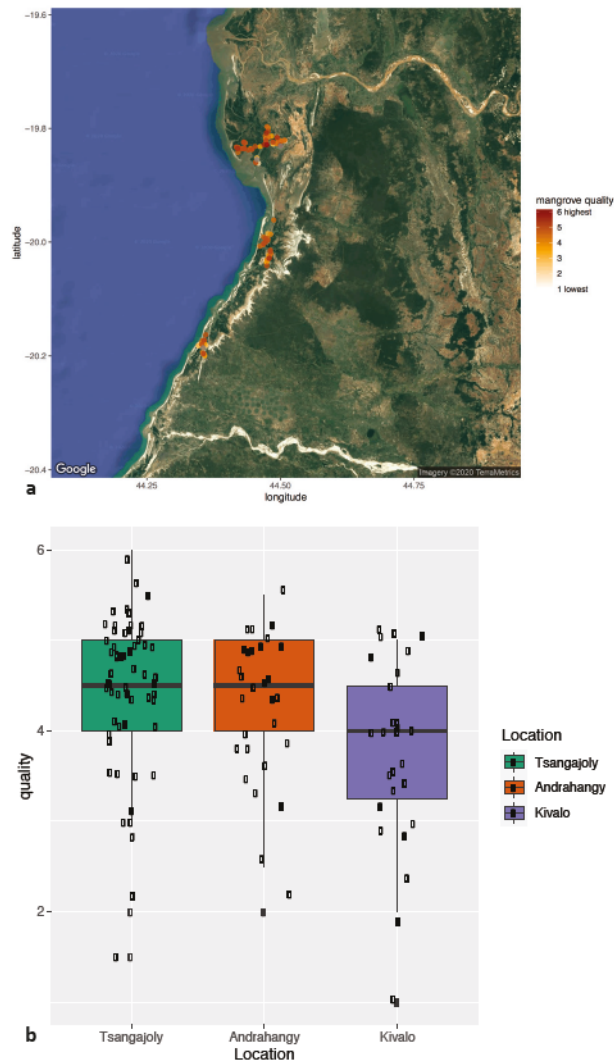 -19.6
-19.8
-20.0
-20.2
-20.4
latitude
mangrove quality
6 highest
5
4
3
2
1 lowest
Google
Imagery ©2020 TerraMetrics
44.25
44.50
44.75
a
longitude
6
4
2
quality
Location
Tsangajoly
Andrahangy
Kivalo
b
Tsangajoly
Andrahangy
Kivalo
Location